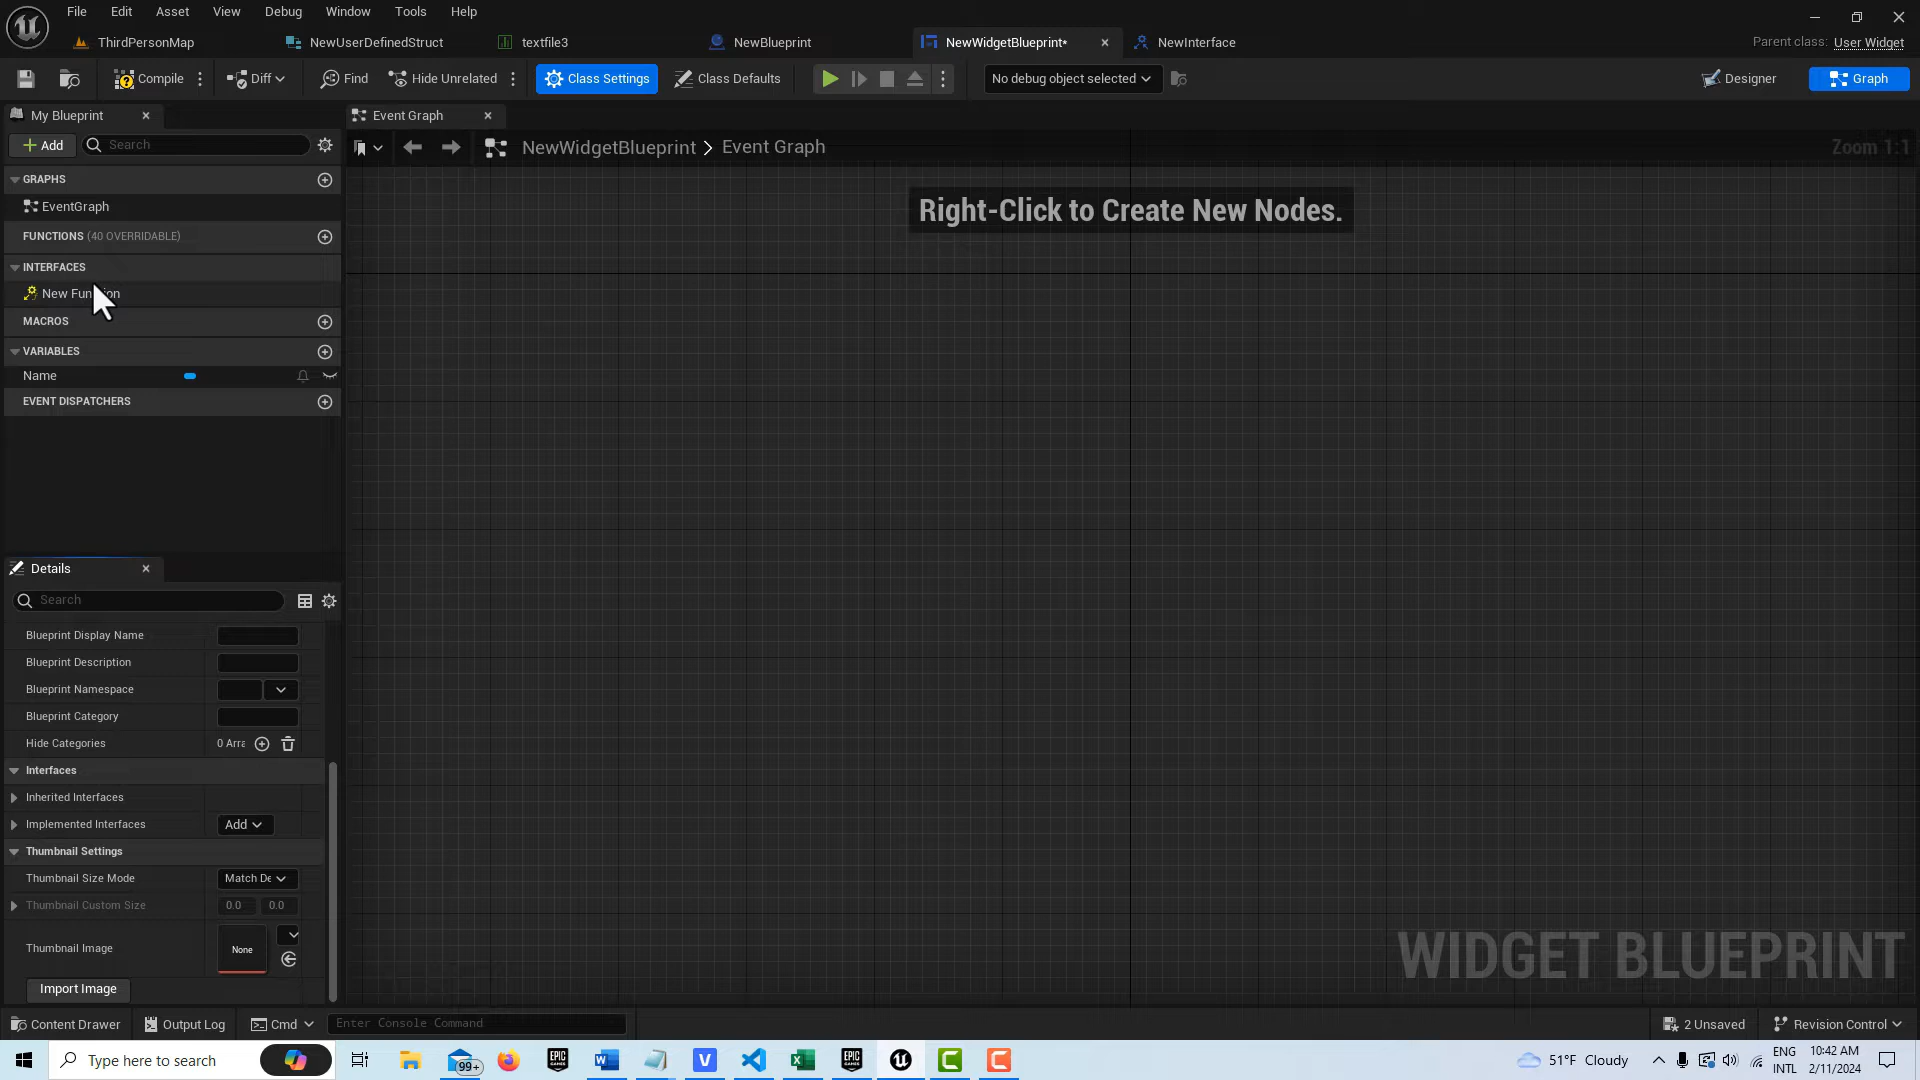 File Edit Asset View Debug Window Tools Help
ThirdPersonMap NewUserDefinedStruct textfile3 NewBlueprint NewWidgetBlueprint* NewInterface Parent class: User Widget
Compile Diff Find Hide Unrelated Class Settings Class Defaults No debug object selected Designer Graph
My Blueprint Event Graph
Add Search NewWidgetBlueprint > Event Graph Zoom 1:1
GRAPHS
EventGraph
Right-Click to Create New Nodes.
FUNCTIONS (40 OVERRIDABLE)
INTERFACES
New
MACROS
VARIABLES
Name
EVENT DISPATCHERS
Details
Search
Blueprint Display Name
Blueprint Description
Blueprint Namespace
Blueprint Category
Hide Categories 0 Arra
Interfaces
Inherited Interfaces
Implemented Interfaces Add
Thumbnail Settings
Thumbnail Size Mode Match De
Thumbnail Custom Size 0.0 0.0
Thumbnail Image None
Import Image
WIDGET BLUEPRINT
Content Drawer Output Log Cmd Enter Console Command 2 Unsaved Revision Control
Type here to search 99+ EPIC GAMES EPIC GAMES 51°F Cloudy ENG 10:42 AM
INTL 2/11/2024